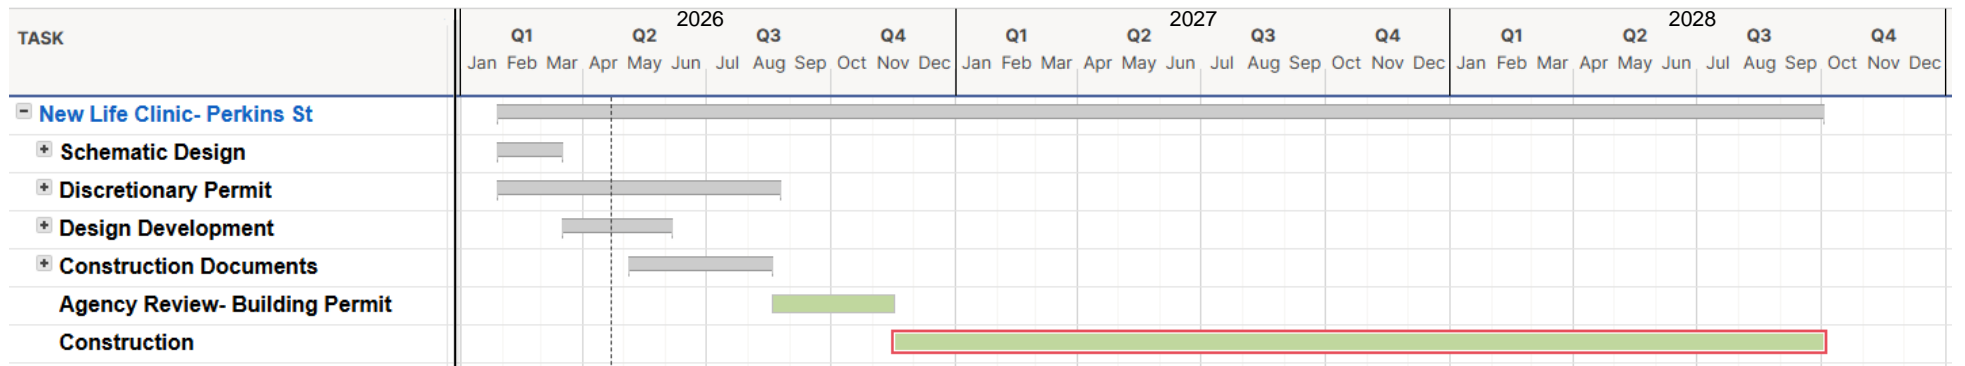 2026 2027 2028
TASK Q1 Q2 Q3 Q4 Q1 Q2 Q3 Q4 Q1 Q2 Q3 Q4
Jan Feb Mar Apr May Jun Jul Aug Sep Oct Nov Dec Jan Feb Mar Apr May Jun Jul Aug Sep Oct Nov Dec Jan Feb Mar Apr May Jun Jul Aug Sep Oct Nov Dec
New Life Clinic- Perkins St
Schematic Design
Discretionary Permit
Design Development
Construction Documents
Agency Review- Building Permit
Construction